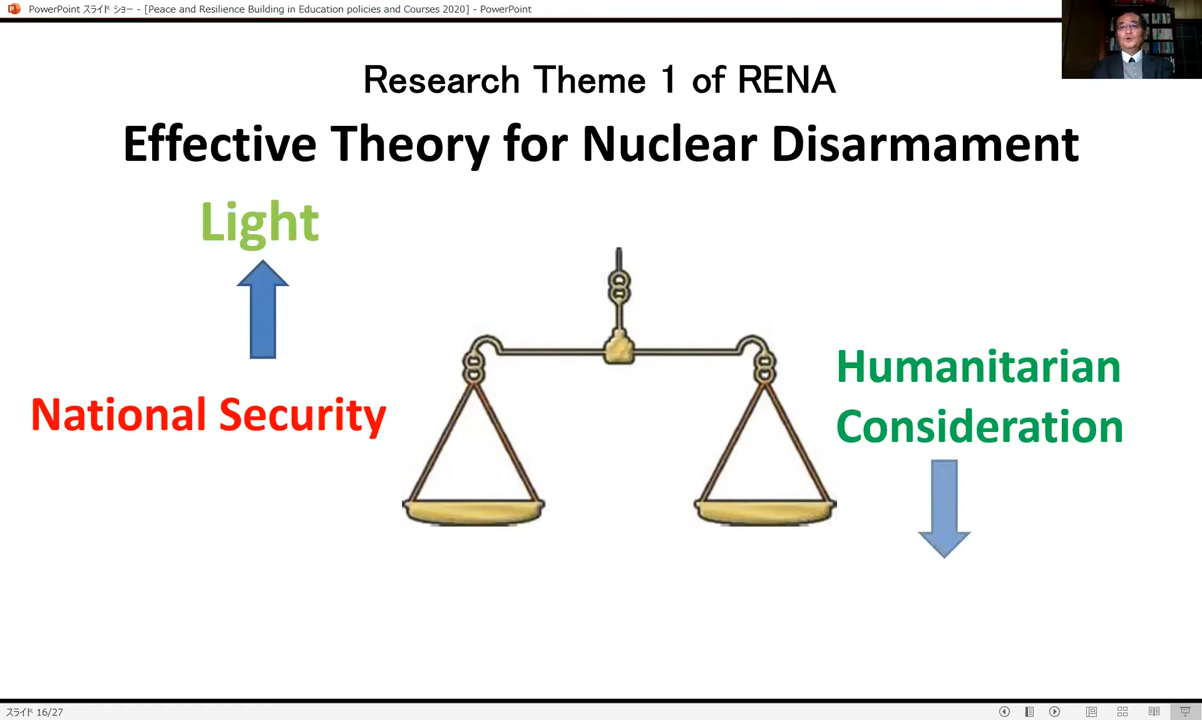 PowerPoint スライド ショー - [Peace and Resilience Building in Education policies and Courses 2020] - PowerPoint
Research Theme 1 of RENA
Effective Theory for Nuclear Disarmament
Light
National Security
Humanitarian
Consideration
スライド 16/27